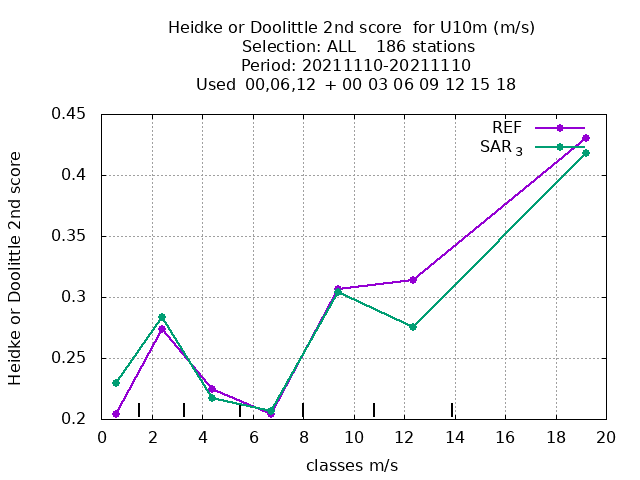 Heidke or Doolittle 2nd score  for U10m (m/s)
Selection: ALL    186 stations
Period: 20211110-20211110
Used  00,06,12  + 00 03 06 09 12 15 18
REF
SAR 3
Heidke or Doolittle 2nd score
0.45
0.4
0.35
0.3
0.25
0.2
0 2 4 6 8 10 12 14 16 18 20
classes m/s